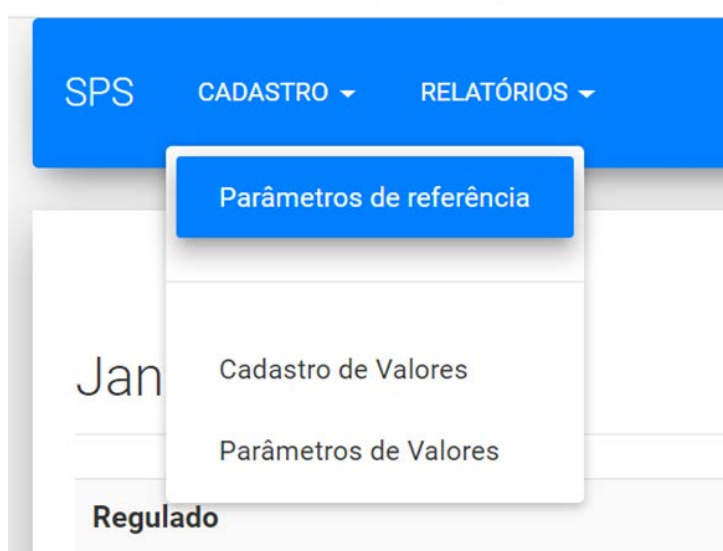 SPS CADASTRO RELATÓRIOS
Parâmetros de referência
Cadastro de Valores
Jan
Parâmetros de Valores
Regulado